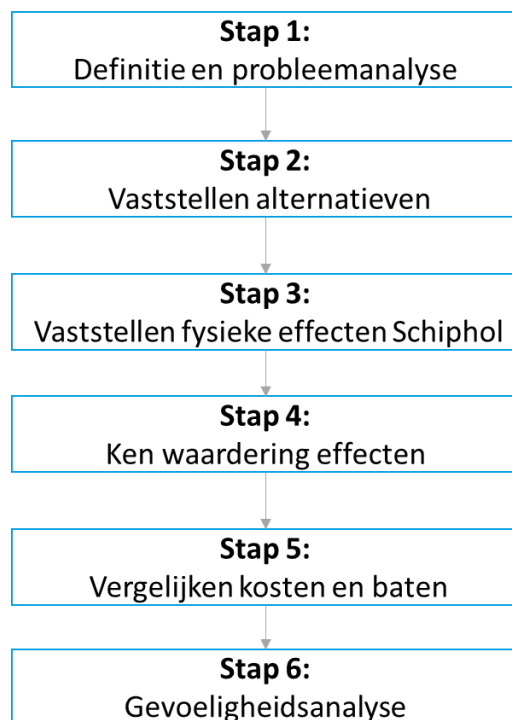 Stap 1:
Definitie en probleemanalyse
Stap 2:
Vaststellen alternatieven
Stap 3:
Vaststellen fysieke effecten Schiphol
Stap 4:
Ken waardering effecten
Stap 5:
Vergelijken kosten en baten
Stap 6:
Gevoeligheidsanalyse